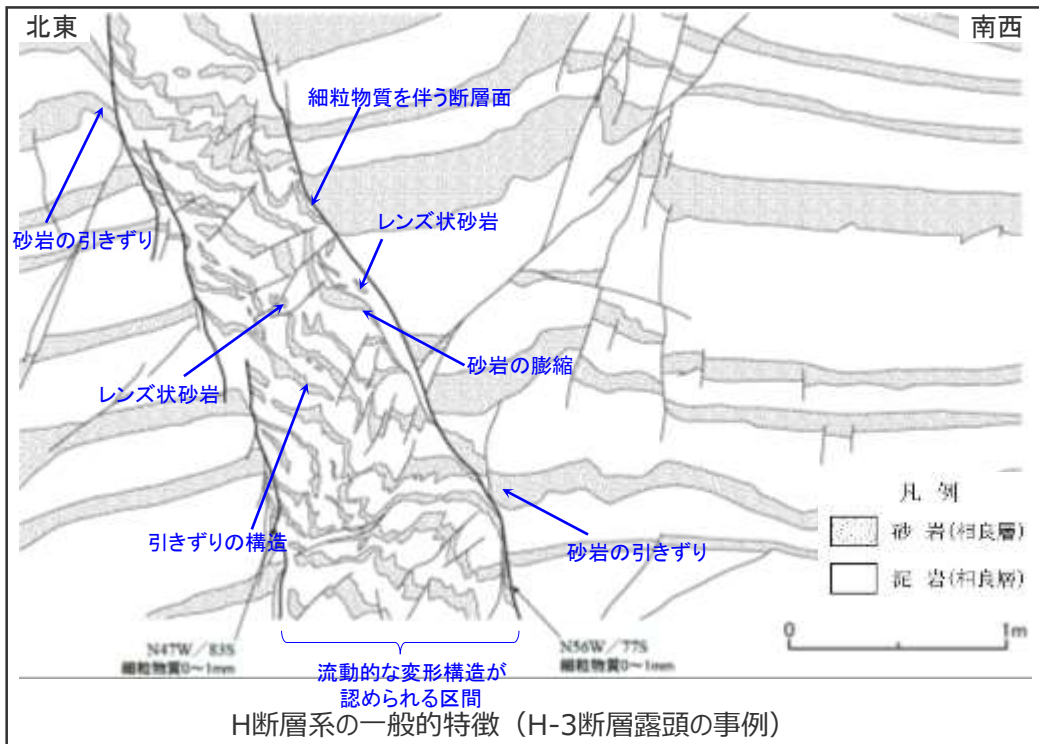 北東
南西
細粒物質を伴う断層面
レンズ状砂岩
砂岩の引きずり
砂岩の膨縮
レンズ状砂岩
引きずりの構造
砂岩の引きずり
凡例
砂岩(相良層)
泥岩(相良層)
0 1m
N47W/83S
細粒物質0~1mm
N56W/77S
細粒物質0~1mm
流動的な変形構造が
認められる区間
H断層系の一般的特徴（H-3断層露頭の事例）